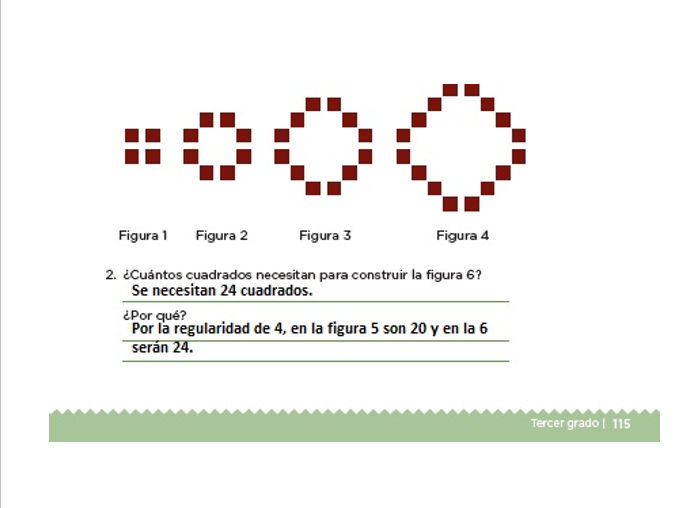 Figura 1 Figura 2 Figura 3 Figura 4
2. ¿Cuántos cuadrados necesitan para construir la figura 6?
Se necesitan 24 cuadrados.
¿Por qué?
Por la regularidad de 4, en la figura 5 son 20 y en la 6
serán 24.
Tercer grado | 115